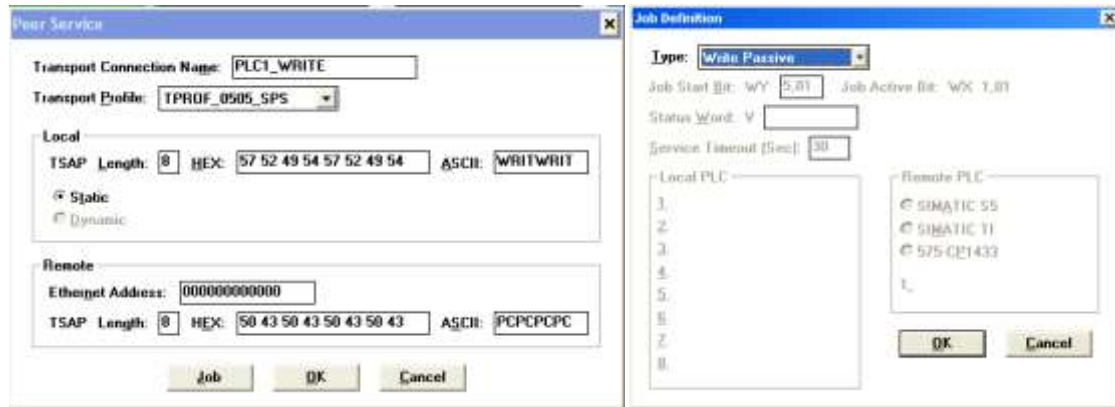 Peer Service
Transport Connection Name: PLC1_WRITE
Transport Profile: TPROF_0505_SPS
Local
TSAP Length: 8 HEX: 57 52 49 54 57 52 49 54 ASCII: WRITWRIT
Static
Dynamic
Remote
Ethernet Address: 000000000000
TSAP Length: 8 HEX: 50 43 50 43 50 43 50 43 ASCII: PCPCPCPC
Job OK Cancel
Job Definition
Type: Write Passive
Job Start Bit: WY 5,01 Job Active Bit: WX 1,01
Status Word: V
Service Timeout (Sec): 30
Local PLC
1.
2.
3.
4.
5.
6.
7.
8.
Remote PLC
SIMATIC S5
SIMATIC TI
575-CP1433
1.
OK Cancel